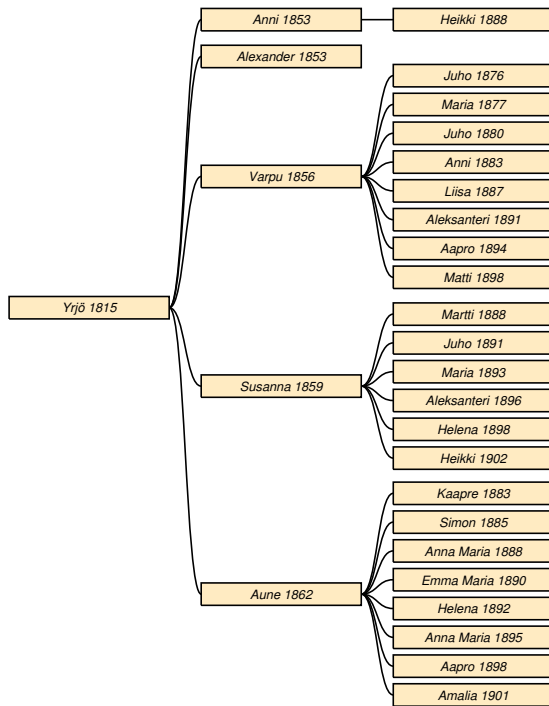 Anni 1853
Heikki 1888
Alexander 1853
Juho 1876
Maria 1877
Juho 1880
Anni 1883
Varpu 1856
Liisa 1887
Aleksanteri 1891
Aapro 1894
Matti 1898
Yrjö 1815
Martti 1888
Juho 1891
Maria 1893
Susanna 1859
Aleksanteri 1896
Helena 1898
Heikki 1902
Kaapre 1883
Simon 1885
Anna Maria 1888
Emma Maria 1890
Aune 1862
Helena 1892
Anna Maria 1895
Aapro 1898
Amalia 1901